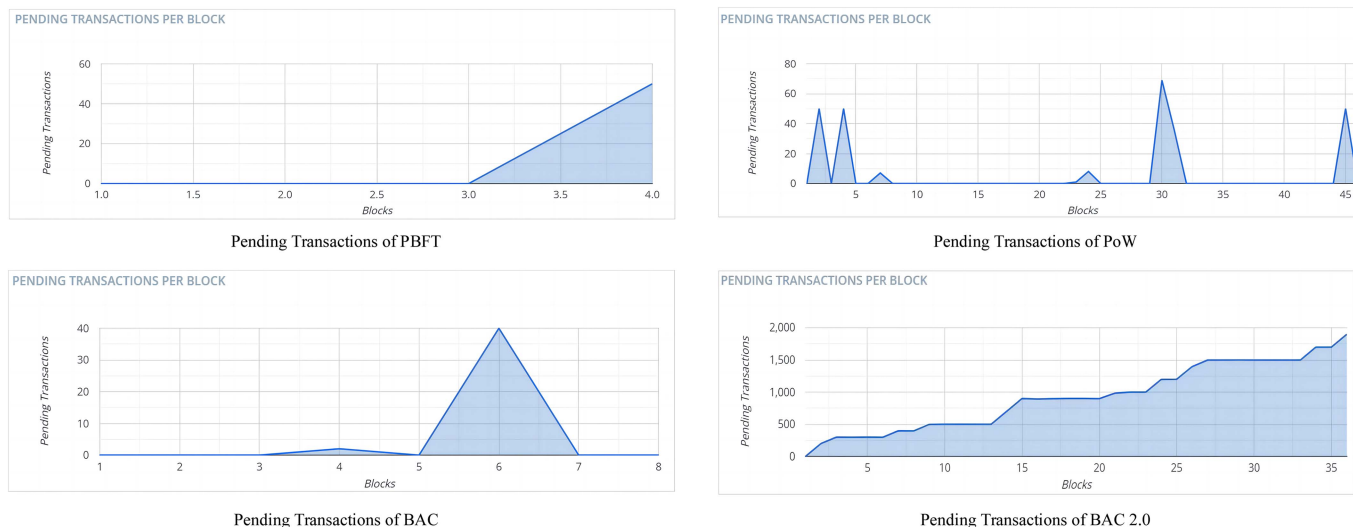 PENDING TRANSACTIONS PER BLOCK
Pending Transactions
60
40
20
0
1.0 1.5 2.0 2.5 3.0 3.5 4.0
Blocks
Pending Transactions of PBFT
PENDING TRANSACTIONS PER BLOCK
Pending Transactions
80
60
40
20
0
5 10 15 20 25 30 35 40 45
Blocks
Pending Transactions of PoW
PENDING TRANSACTIONS PER BLOCK
Pending Transactions
40
30
20
10
0
1 2 3 4 5 6 7 8
Blocks
Pending Transactions of BAC
PENDING TRANSACTIONS PER BLOCK
Pending Transactions
2,000
1,500
1,000
500
0
5 10 15 20 25 30 35
Blocks
Pending Transactions of BAC 2.0